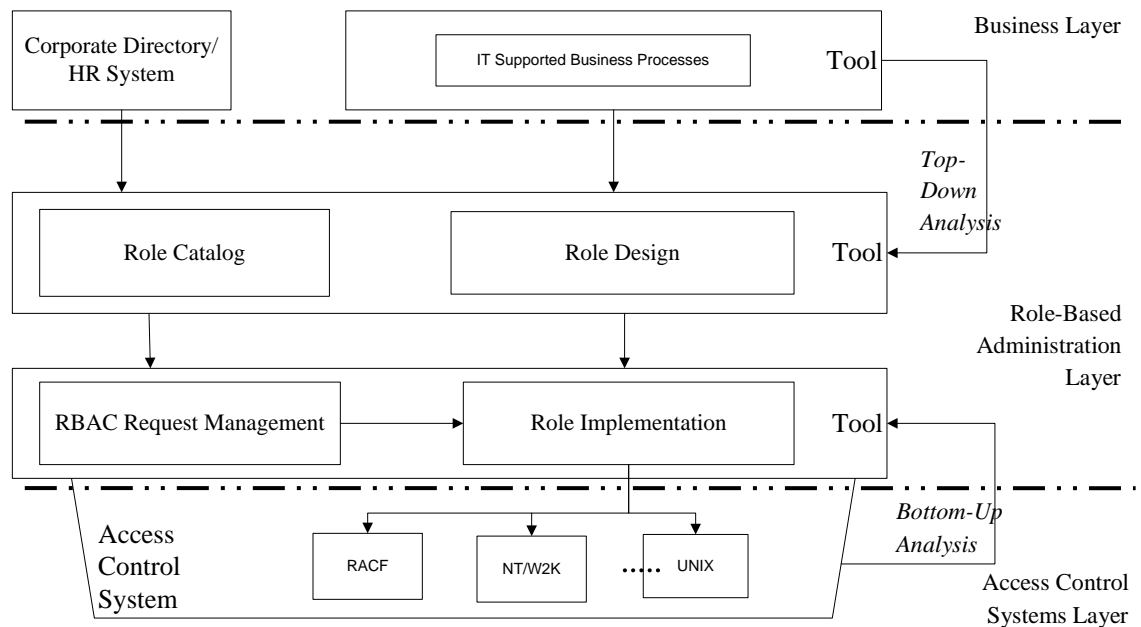 Corporate Directory/
HR System
IT Supported Business Processes
Tool
Business Layer
Top-
Down
Analysis
Role Catalog
Role Design
Tool
Role-Based
Administration
Layer
RBAC Request Management
Role Implementation
Tool
Bottom-Up
Analysis
Access
Control
System
RACF
NT/W2K
.....
UNIX
Access Control
Systems Layer